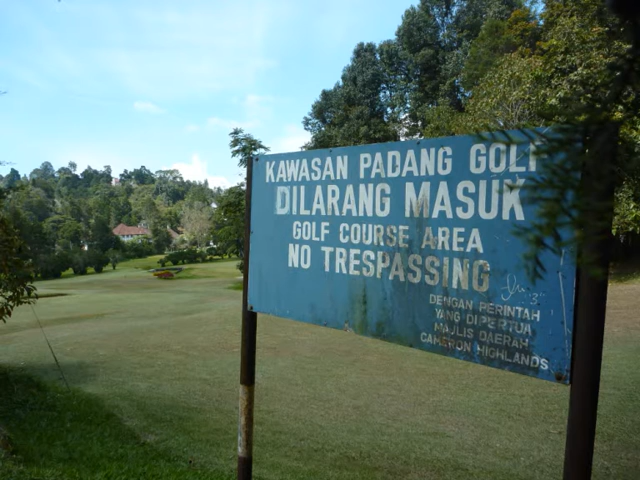 KAWASAN PADANG GOLF
DILARANG MASUK
GOLF COURSE AREA
NO TRESPASSING
DENGAN PERINTAH
YANG DIPERTUA
MAJLIS DAERAH
CAMERON HIGHLANDS